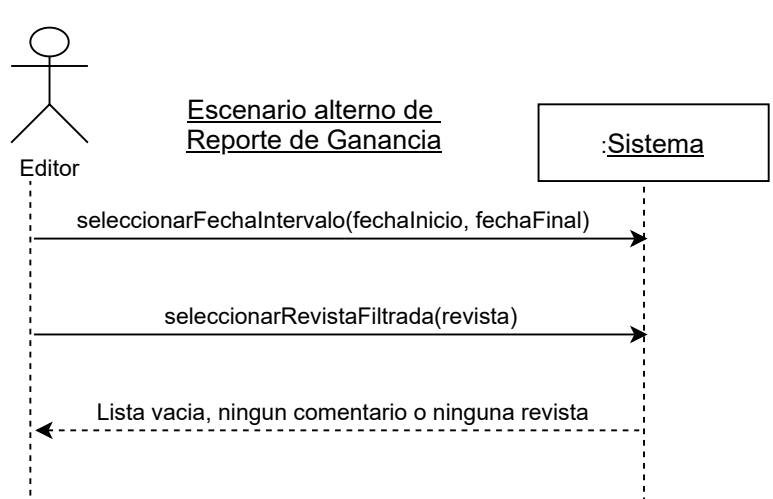 Escenario alterno de
Reporte de Ganancia
:Sistema
Editor
seleccionarFechaIntervalo(fechaInicio, fechaFinal)
seleccionarRevistaFiltrada(revista)
Lista vacia, ningun comentario o ninguna revista